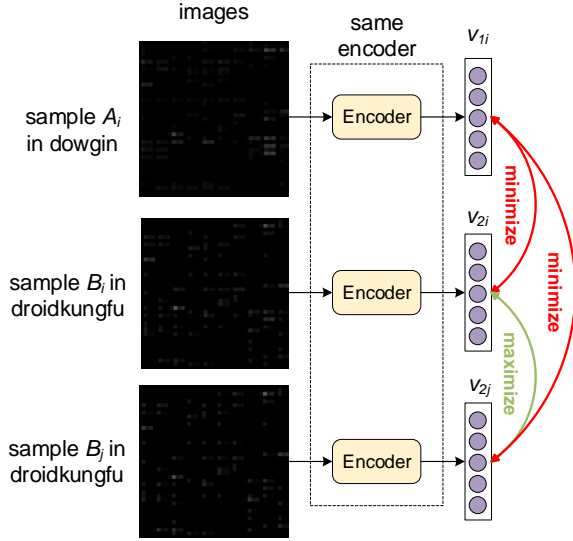 images
same
encoder
v1i
sample Ai
in dowgin
Encoder
minimize
v2i
sample Bi in
droidkungfu
Encoder
minimize
maximize
v2j
sample Bj in
droidkungfu
Encoder